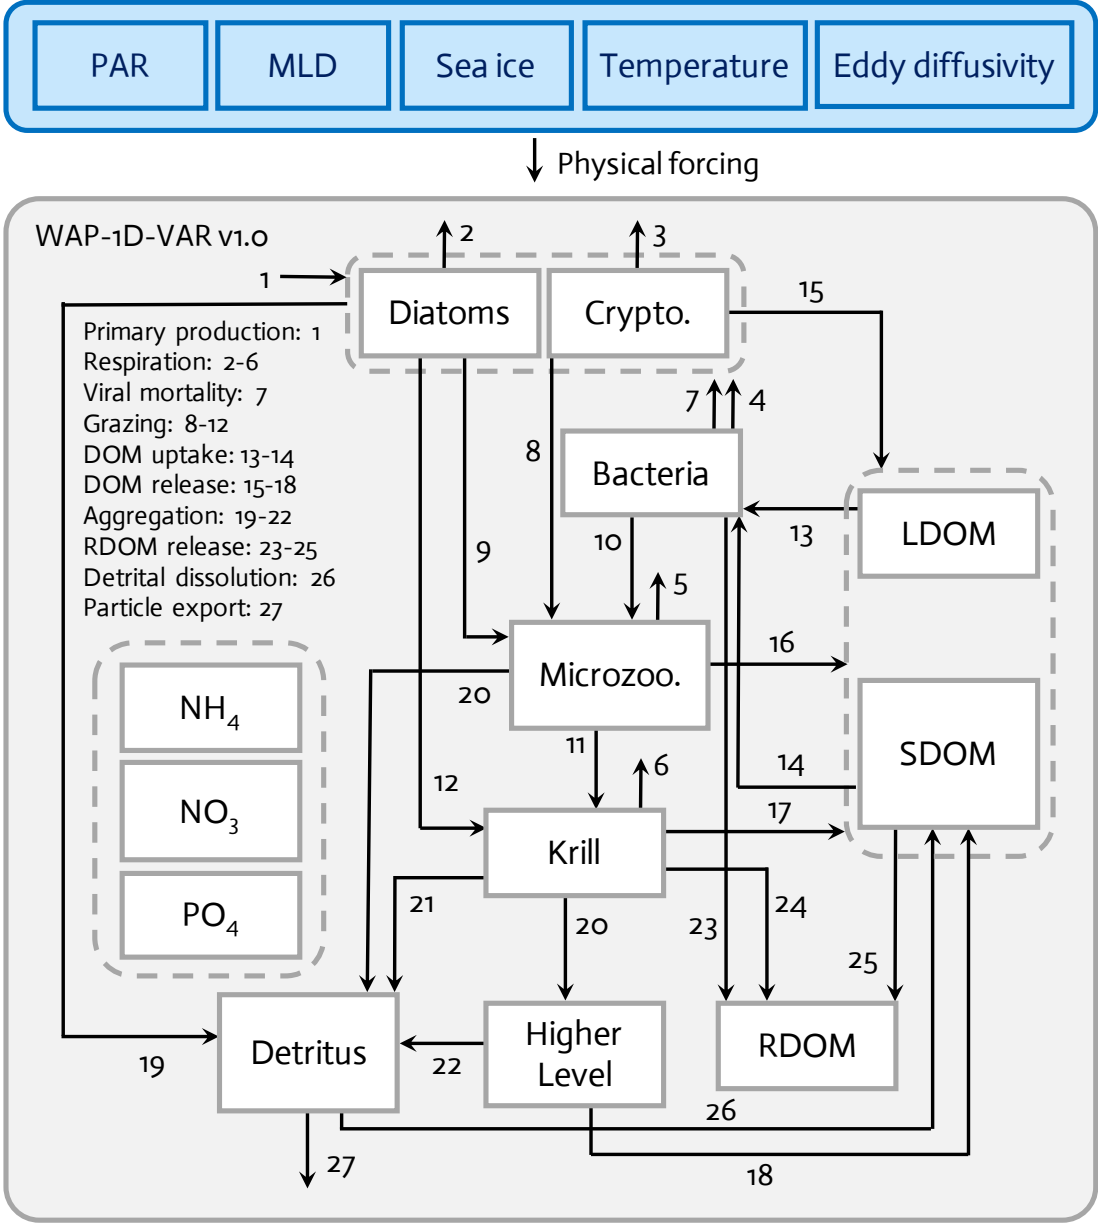 PAR
MLD
Sea ice
Temperature
Eddy diffusivity
Physical forcing
WAP-1D-VAR v1.0
2
3
1
Diatoms
Crypto.
15
Primary production: 1
Respiration: 2-6
Viral mortality: 7
Grazing: 8-12
DOM uptake: 13-14
DOM release: 15-18
Aggregation: 19-22
RDOM release: 23-25
Detrital dissolution: 26
Particle export: 27
7
4
8
Bacteria
LDOM
13
10
9
5
16
Microzoo.
20
NH4
11
SDOM
6
14
12
17
NO3
Krill
21
24
20
23
PO4
25
Higher
Level
RDOM
Detritus
19
22
26
27
18